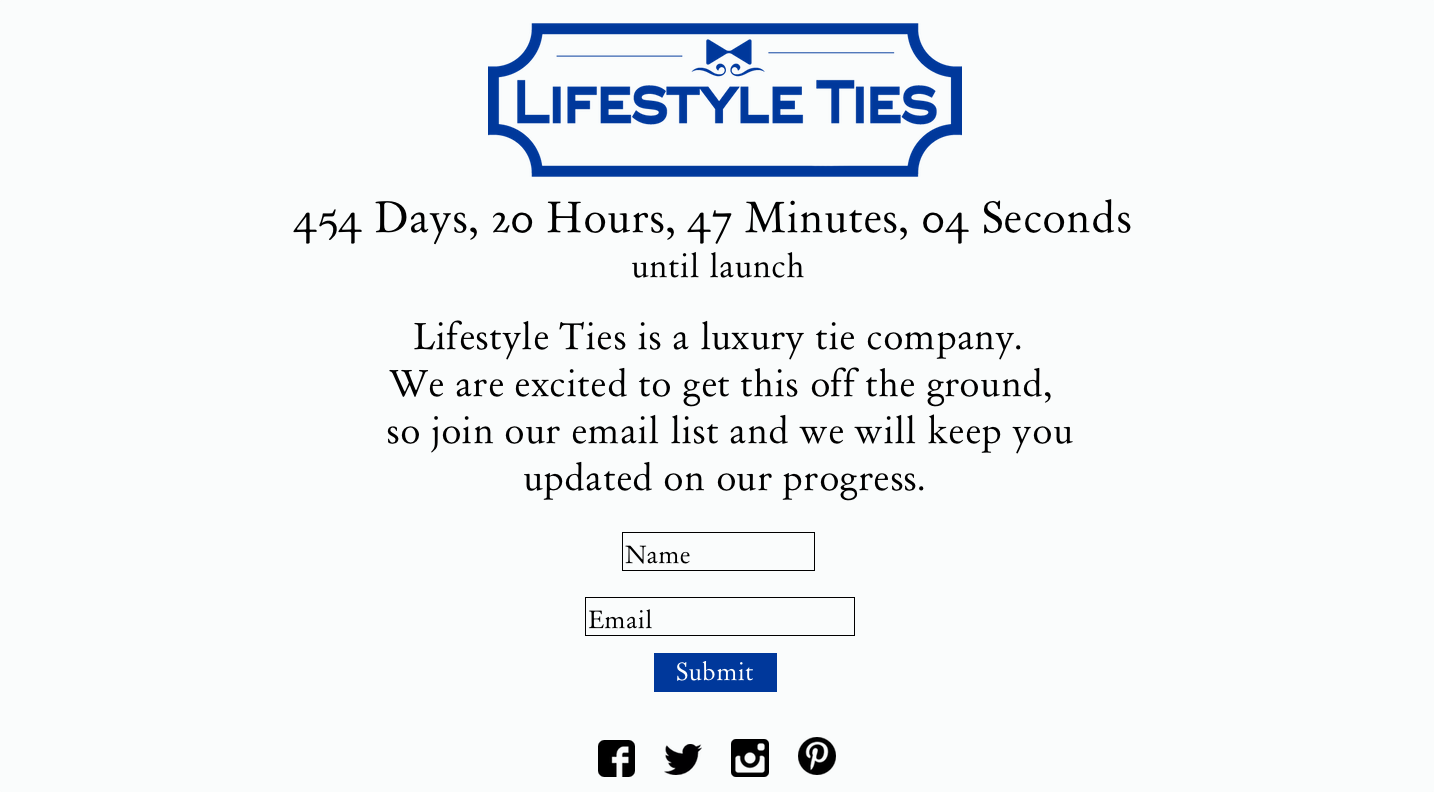 LIFESTYLE TIES
454 Days, 20 Hours, 47 Minutes, 04 Seconds
until launch
Lifestyle Ties is a luxury tie company.
We are excited to get this off the ground,
so join our email list and we will keep you
updated on our progress.
Name
Email
Submit